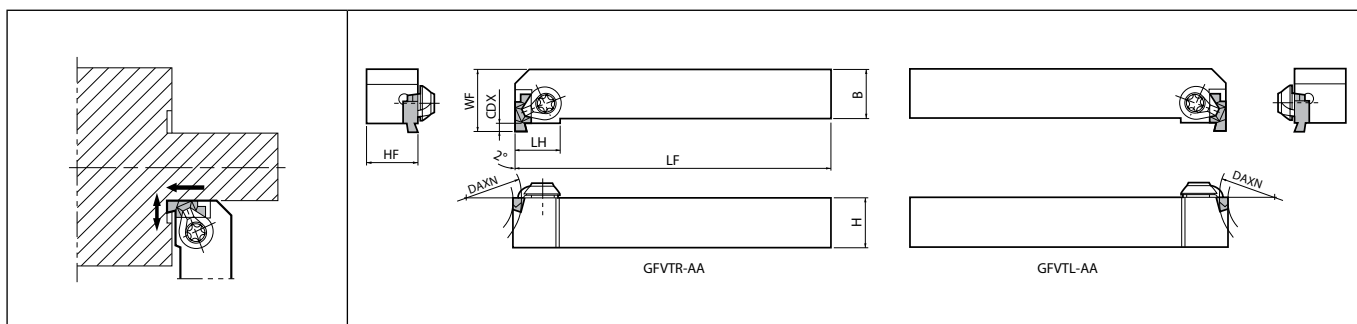 WF
CDX
B
HF
LH
LF
2°
DAXN
DAXN
H
GFVTR-AA
GFVTL-AA